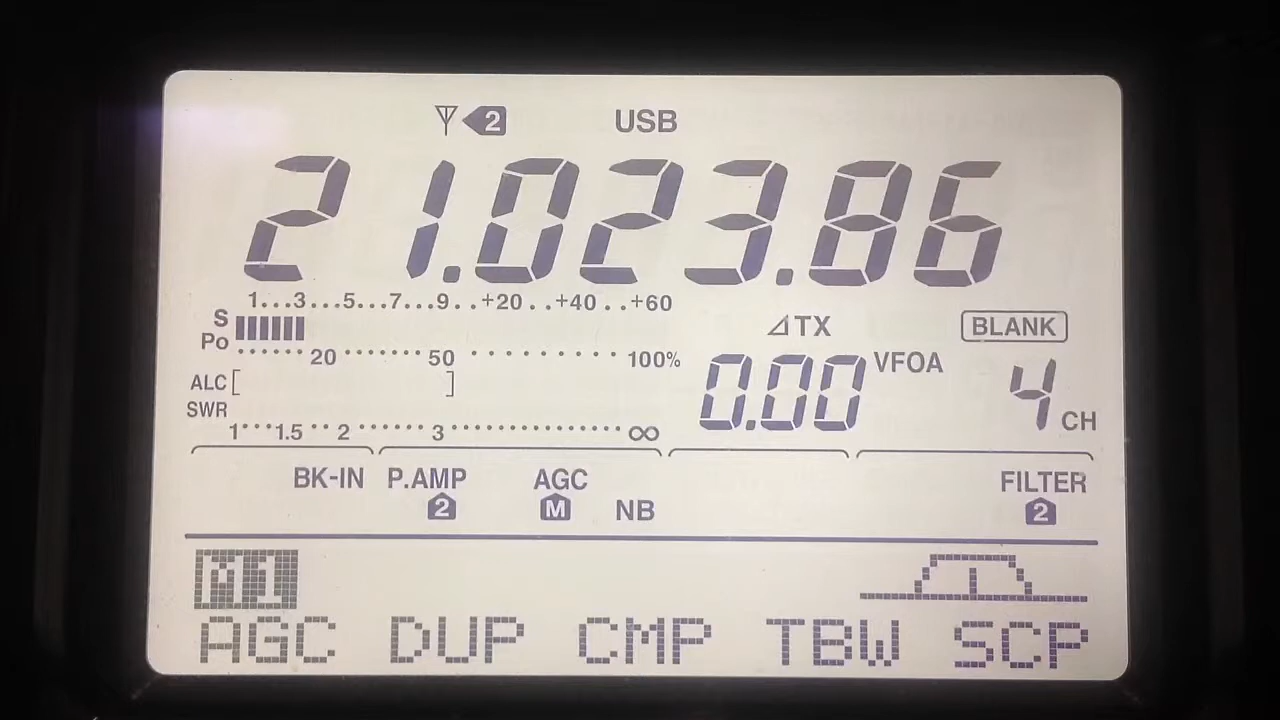 2 USB
21.023.86
1...3...5...7...9..+20..+40..+60
S
Po
20 50 100%
ALC
SWR
1 1.5 2 3 ∞
⊿TX
0.00
VFOA
BLANK
4 CH
BK-IN P.AMP AGC FILTER
2 M NB 2
M1
AGC DUP CMP TBW SCP